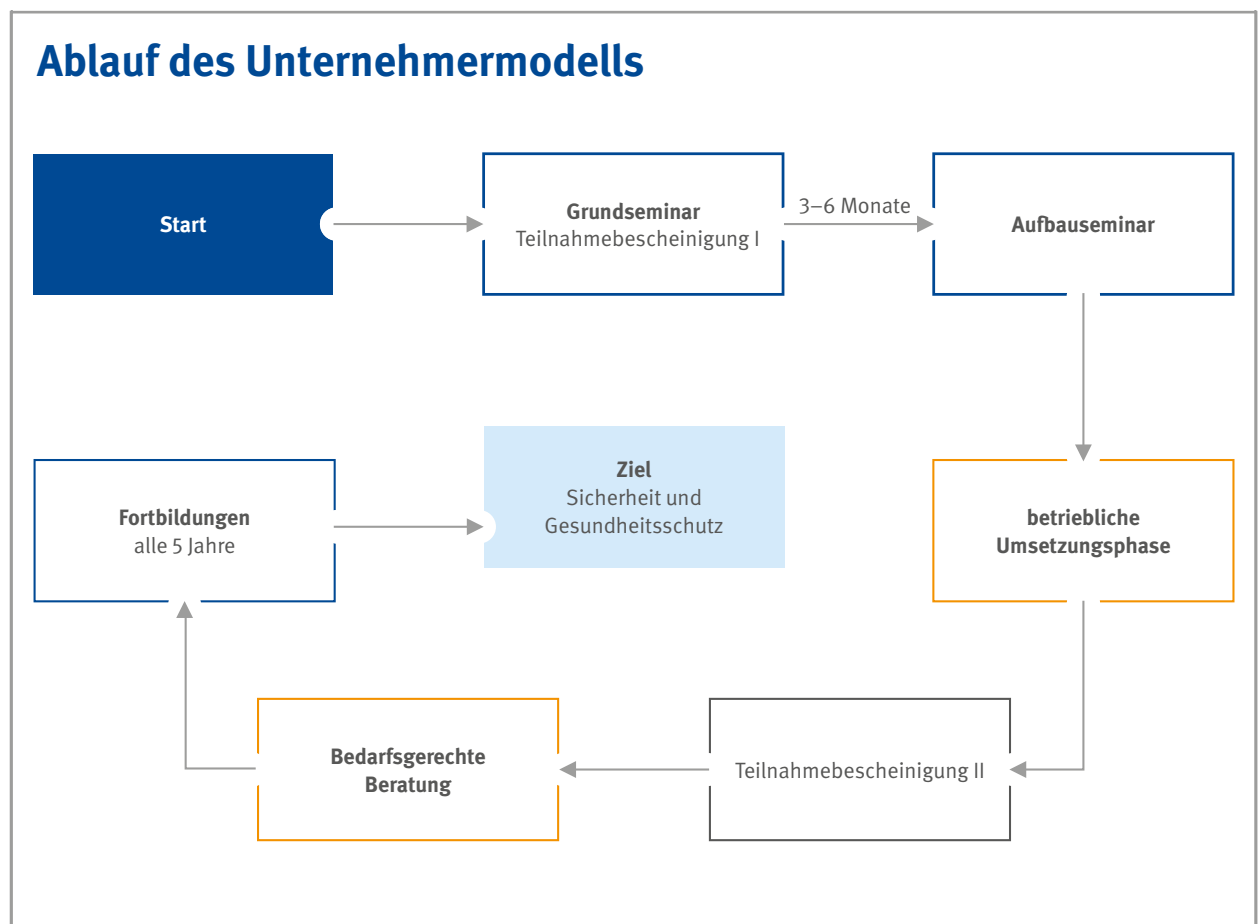 Ablauf des Unternehmermodells
Start
Grundseminar
Teilnahmebescheinigung I
3–6 Monate
Aufbauseminar
betriebliche
Umsetzungsphase
Teilnahmebescheinigung II
Bedarfsgerechte
Beratung
Fortbildungen
alle 5 Jahre
Ziel
Sicherheit und
Gesundheitsschutz